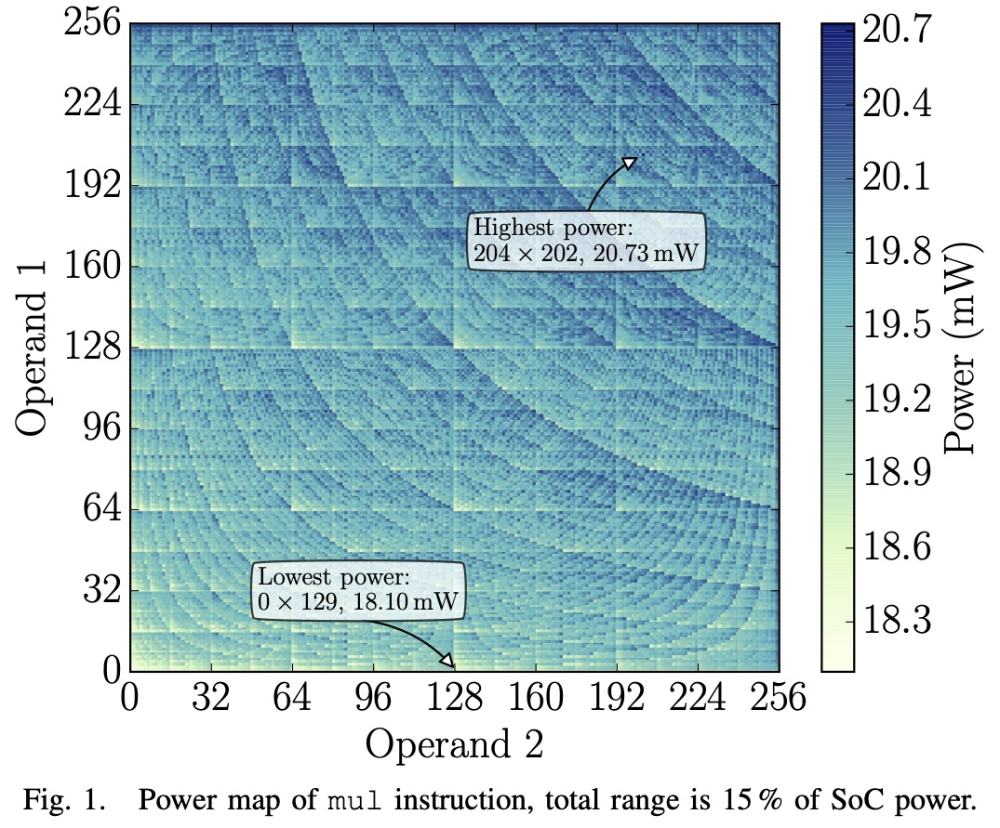 256
224
192
160
128
96
64
32
0
Operand 1
0 32 64 96 128 160 192 224 256
Operand 2
Highest power:
204 × 202, 20.73 mW
Lowest power:
0 × 129, 18.10 mW
20.7
20.4
20.1
19.8
19.5
19.2
18.9
18.6
18.3
Power (mW)
Fig. 1. Power map of mul instruction, total range is 15 % of SoC power.